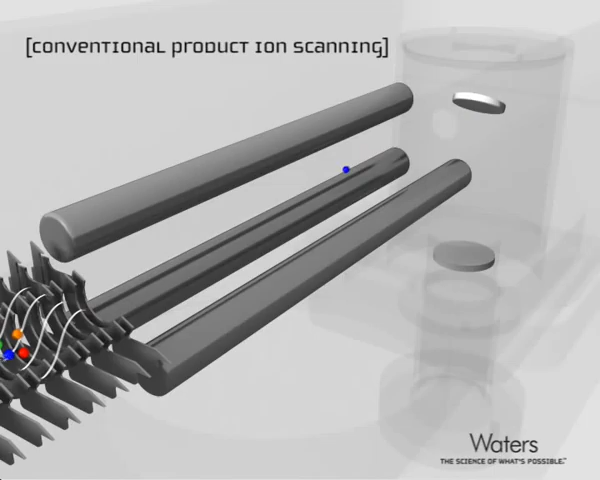 [conventional product ion scanning]
Waters
THE SCIENCE OF WHAT'S POSSIBLE.™